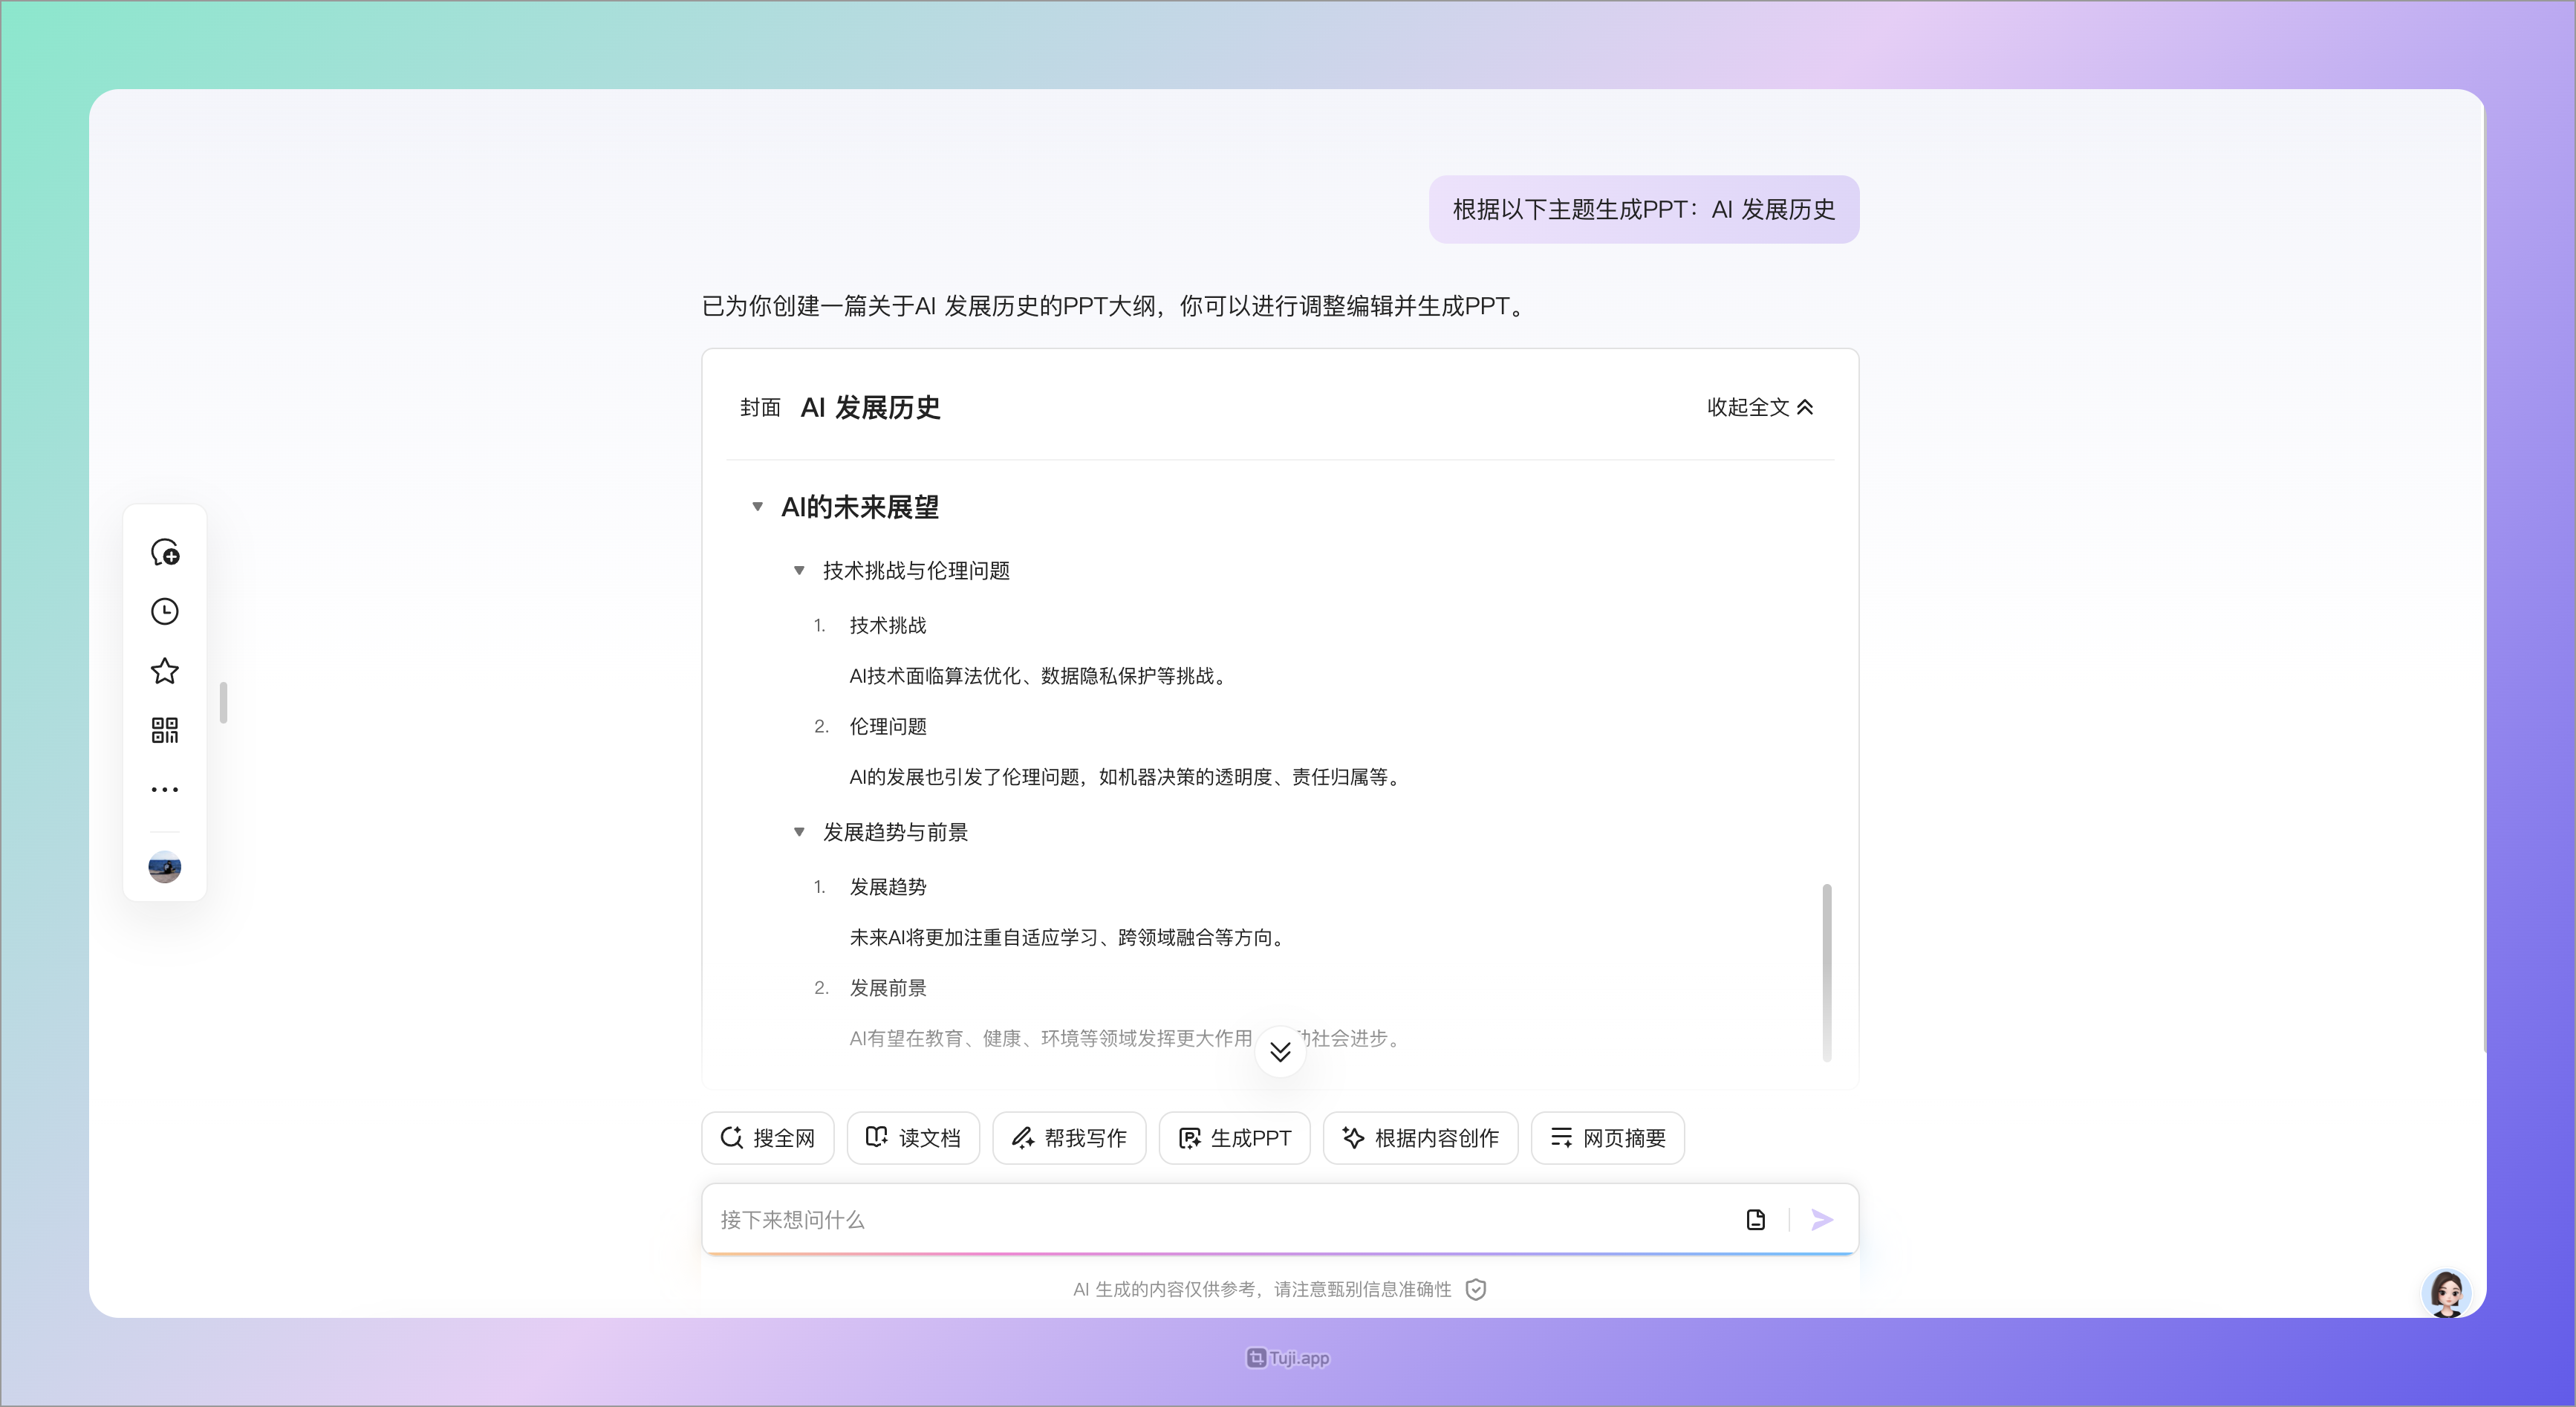 根据以下主题生成PPT：AI 发展历史
已为你创建一篇关于AI 发展历史的PPT大纲，你可以进行调整编辑并生成PPT。
封面 AI 发展历史 收起全文
AI的未来展望
技术挑战与伦理问题
1. 技术挑战
AI技术面临算法优化、数据隐私保护等挑战。
2. 伦理问题
AI的发展也引发了伦理问题，如机器决策的透明度、责任归属等。
发展趋势与前景
1. 发展趋势
未来AI将更加注重自适应学习、跨领域融合等方向。
2. 发展前景
AI有望在教育、健康、环境等领域发挥更大作用 社会进步。
搜全网 读文档 帮我写作 生成PPT 根据内容创作 网页摘要
接下来想问什么
AI 生成的内容仅供参考，请注意甄别信息准确性
Tuji.app